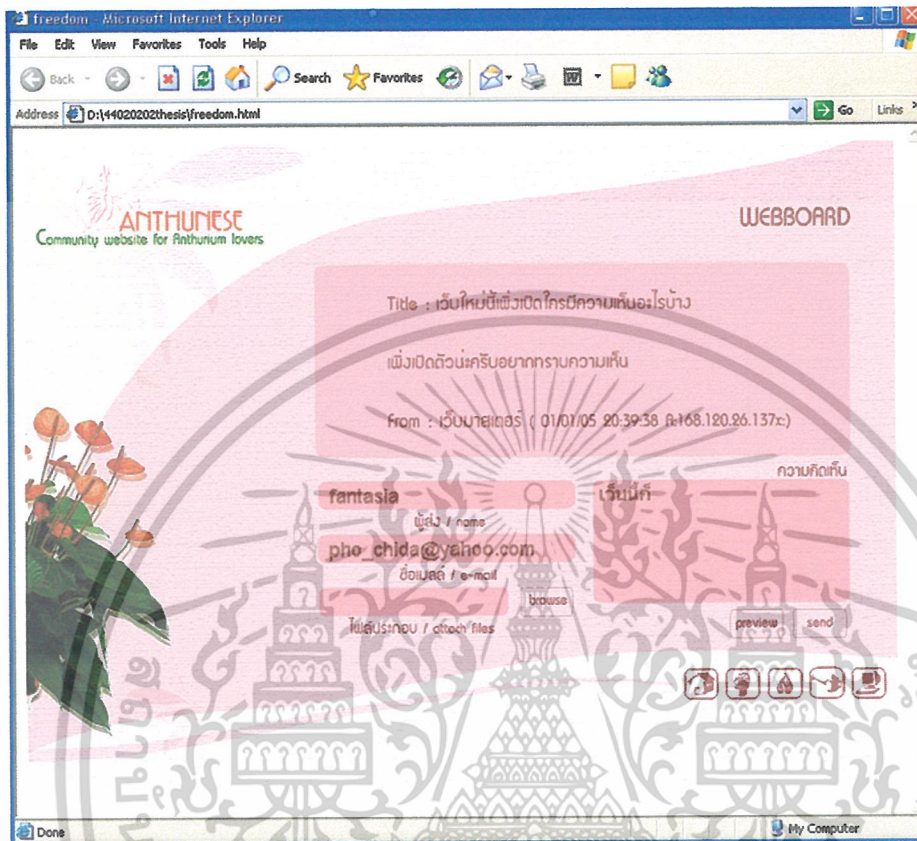 freedom - Microsoft Internet Explorer
File Edit View Favorites Tools Help
Back Search Favorites
Address D:\44020202thesis\freedom.html Go Links
ANTHUNESE
Community website for Anthurium lovers
WEBBOARD
Title : เว็บใหม่นี้เพิ่งเปิดใครมีความเห็นอะไรบ้าง
เพิ่งเปิดตัวน่ะครับอยากทราบความเห็น
from : เว็บมาสเตอร์ ( 01/01/05 20:39:38 A:168.120.26.137x:)
ความคิดเห็น
fantasia
เว็บนี้ก็
ผู้ส่ง / name
pho_chida@yahoo.com
ชื่อเมลล์ / e-mail
browse
ไฟล์ประกอบ / attach files
preview send
Done My Computer